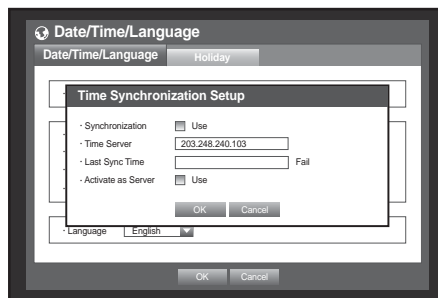 Date/Time/Language
Date/Time/Language Holiday
Time Synchronization Setup
· Synchronization Use
· Time Server 203.248.240.103
· Last Sync Time Fail
· Activate as Server Use
OK Cancel
· Language English
OK Cancel